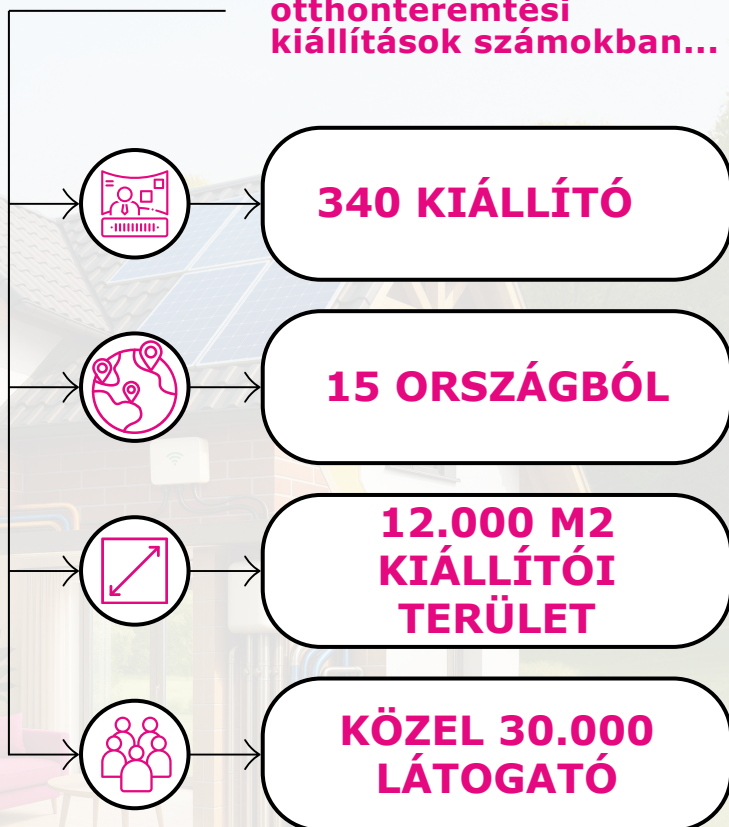 otthonteremtési
kiállítások számokban...
340 KIÁLLÍTÓ
15 ORSZÁGBÓL
12.000 M2
KIÁLLÍTÓI
TERÜLET
KÖZEL 30.000
LÁTOGATÓ